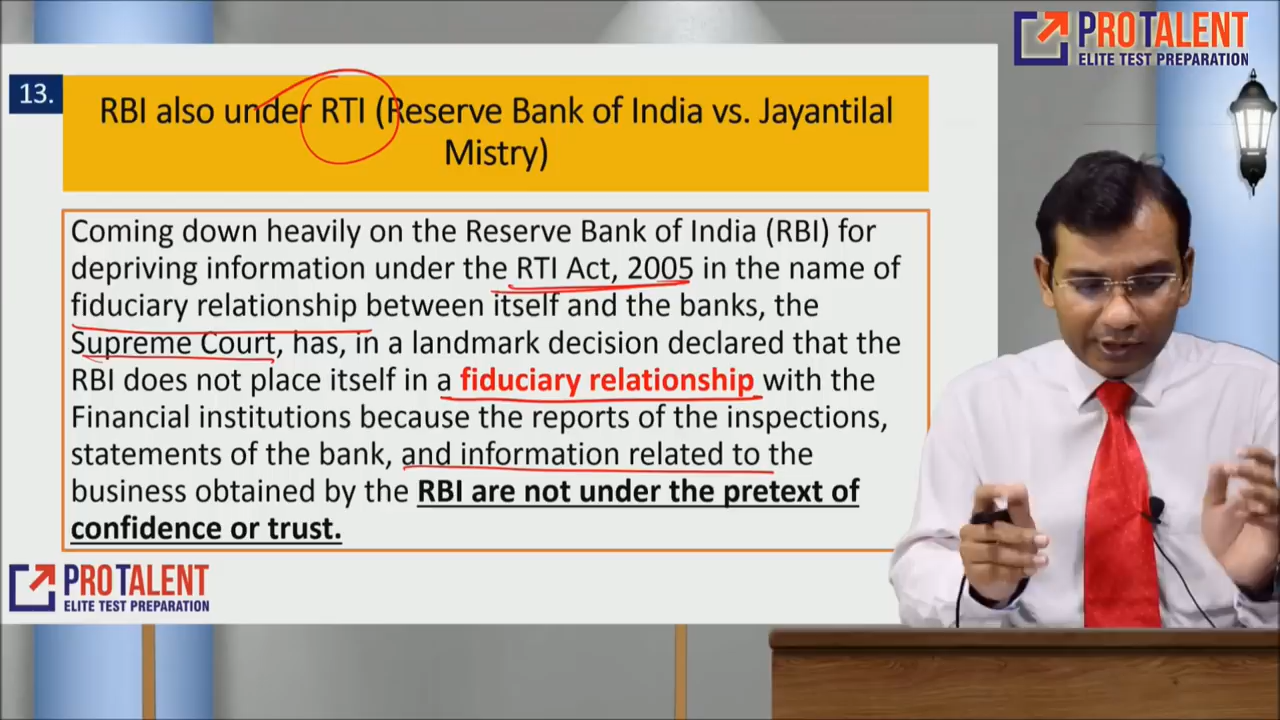 PRO TALENT
ELITE TEST PREPARATION
13.
RBI also under RTI (Reserve Bank of India vs. Jayantilal
Mistry)
Coming down heavily on the Reserve Bank of India (RBI) for
depriving information under the RTI Act, 2005 in the name of
fiduciary relationship between itself and the banks, the
Supreme Court, has, in a landmark decision declared that the
RBI does not place itself in a fiduciary relationship with the
Financial institutions because the reports of the inspections,
statements of the bank, and information related to the
business obtained by the RBI are not under the pretext of
confidence or trust.
PRO TALENT
ELITE TEST PREPARATION